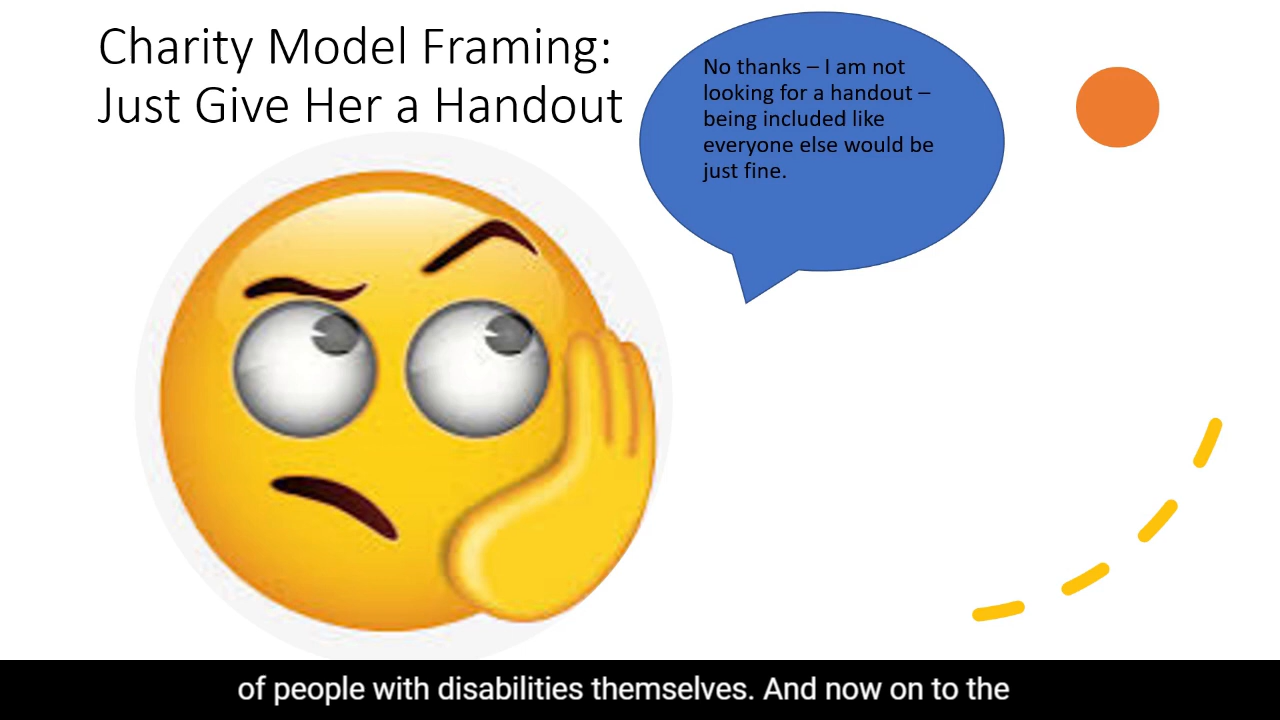 Charity Model Framing:
Just Give Her a Handout
No thanks – I am not
looking for a handout –
being included like
everyone else would be
just fine.
of people with disabilities themselves. And now on to the